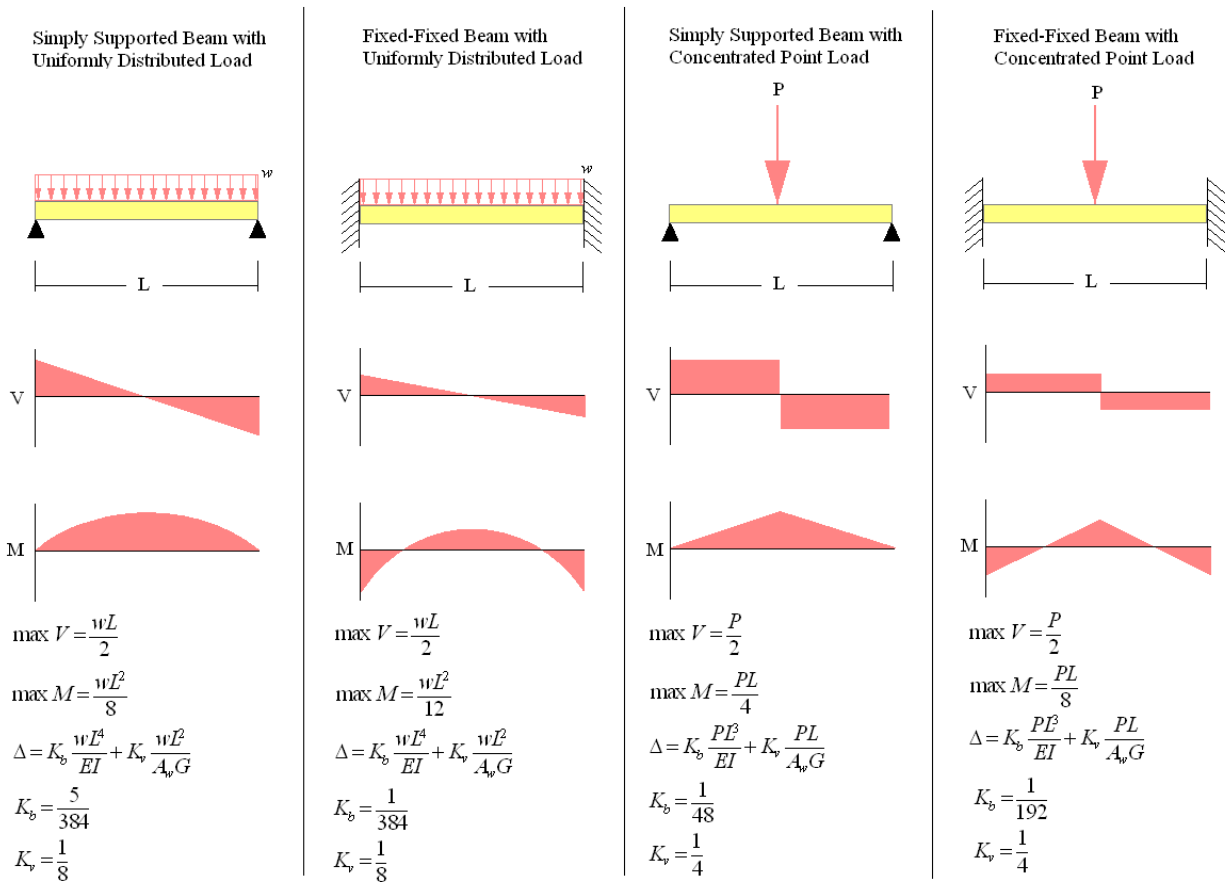 Simply Supported Beam with
Uniformly Distributed Load
w
L
V
M
max V = wL/2
max M = wL²/8
Δ = K_b wL⁴/EI + K_v wL²/A_wG
K_b = 5/384
K_v = 1/8
Fixed-Fixed Beam with
Uniformly Distributed Load
w
L
V
M
max V = wL/2
max M = wL²/12
Δ = K_b wL⁴/EI + K_v wL²/A_wG
K_b = 1/384
K_v = 1/8
Simply Supported Beam with
Concentrated Point Load
P
L
V
M
max V = P/2
max M = PL/4
Δ = K_b PL³/EI + K_v PL/A_wG
K_b = 1/48
K_v = 1/4
Fixed-Fixed Beam with
Concentrated Point Load
P
L
V
M
max V = P/2
max M = PL/8
Δ = K_b PL³/EI + K_v PL/A_wG
K_b = 1/192
K_v = 1/4